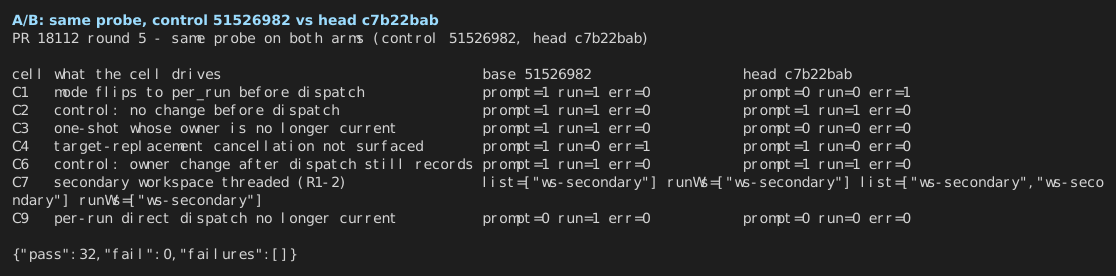 A/B: same probe, control 51526982 vs head c7b22bab
PR 18112 round 5 - same probe on both arms (control 51526982, head c7b22bab)
cell what the cell drives base 51526982 head c7b22bab
C1 mode flips to per_run before dispatch prompt=1 run=1 err=0 prompt=0 run=0 err=1
C2 control: no change before dispatch prompt=1 run=1 err=0 prompt=1 run=1 err=0
C3 one-shot whose owner is no longer current prompt=1 run=1 err=0 prompt=0 run=0 err=0
C4 target-replacement cancellation not surfaced prompt=1 run=0 err=1 prompt=1 run=0 err=0
C6 control: owner change after dispatch still records prompt=1 run=1 err=0 prompt=1 run=1 err=0
C7 secondary workspace threaded (R1-2) list=["ws-secondary"] runWs=["ws-secondary"] list=["ws-secondary","ws-seco
ndary"] runWs=["ws-secondary"]
C9 per-run direct dispatch no longer current prompt=0 run=1 err=0 prompt=0 run=0 err=0
{"pass":32,"fail":0,"failures":[]}